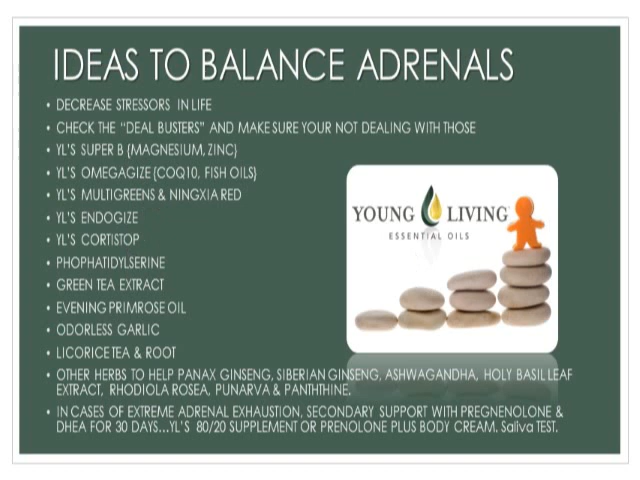 IDEAS TO BALANCE ADRENALS
• DECREASE STRESSORS IN LIFE
• CHECK THE "DEAL BUSTERS" AND MAKE SURE YOUR NOT DEALING WITH THOSE
• YL'S SUPER B (MAGNESIUM, ZINC)
• YL'S OMEGAGIZE (COQ10, FISH OILS)
• YL'S MULTIGREENS & NINGXIA RED
• YL'S ENDOGIZE
• YL'S CORTISTOP
• PHOPHATIDYLSERINE
• GREEN TEA EXTRACT
• EVENING PRIMROSE OIL
• ODORLESS GARLIC
• LICORICE TEA & ROOT
• OTHER HERBS TO HELP PANAX GINSENG, SIBERIAN GINSENG, ASHWAGANDHA, HOLY BASIL LEAF
EXTRACT, RHODIOLA ROSEA, PUNARVA & PANTHTHINE.
• IN CASES OF EXTREME ADRENAL EXHAUSTION, SECONDARY SUPPORT WITH PREGNENOLONE &
DHEA FOR 30 DAYS...YL'S 80/20 SUPPLEMENT OR PRENOLONE PLUS BODY CREAM. Saliva TEST.
YOUNG LIVING
ESSENTIAL OILS